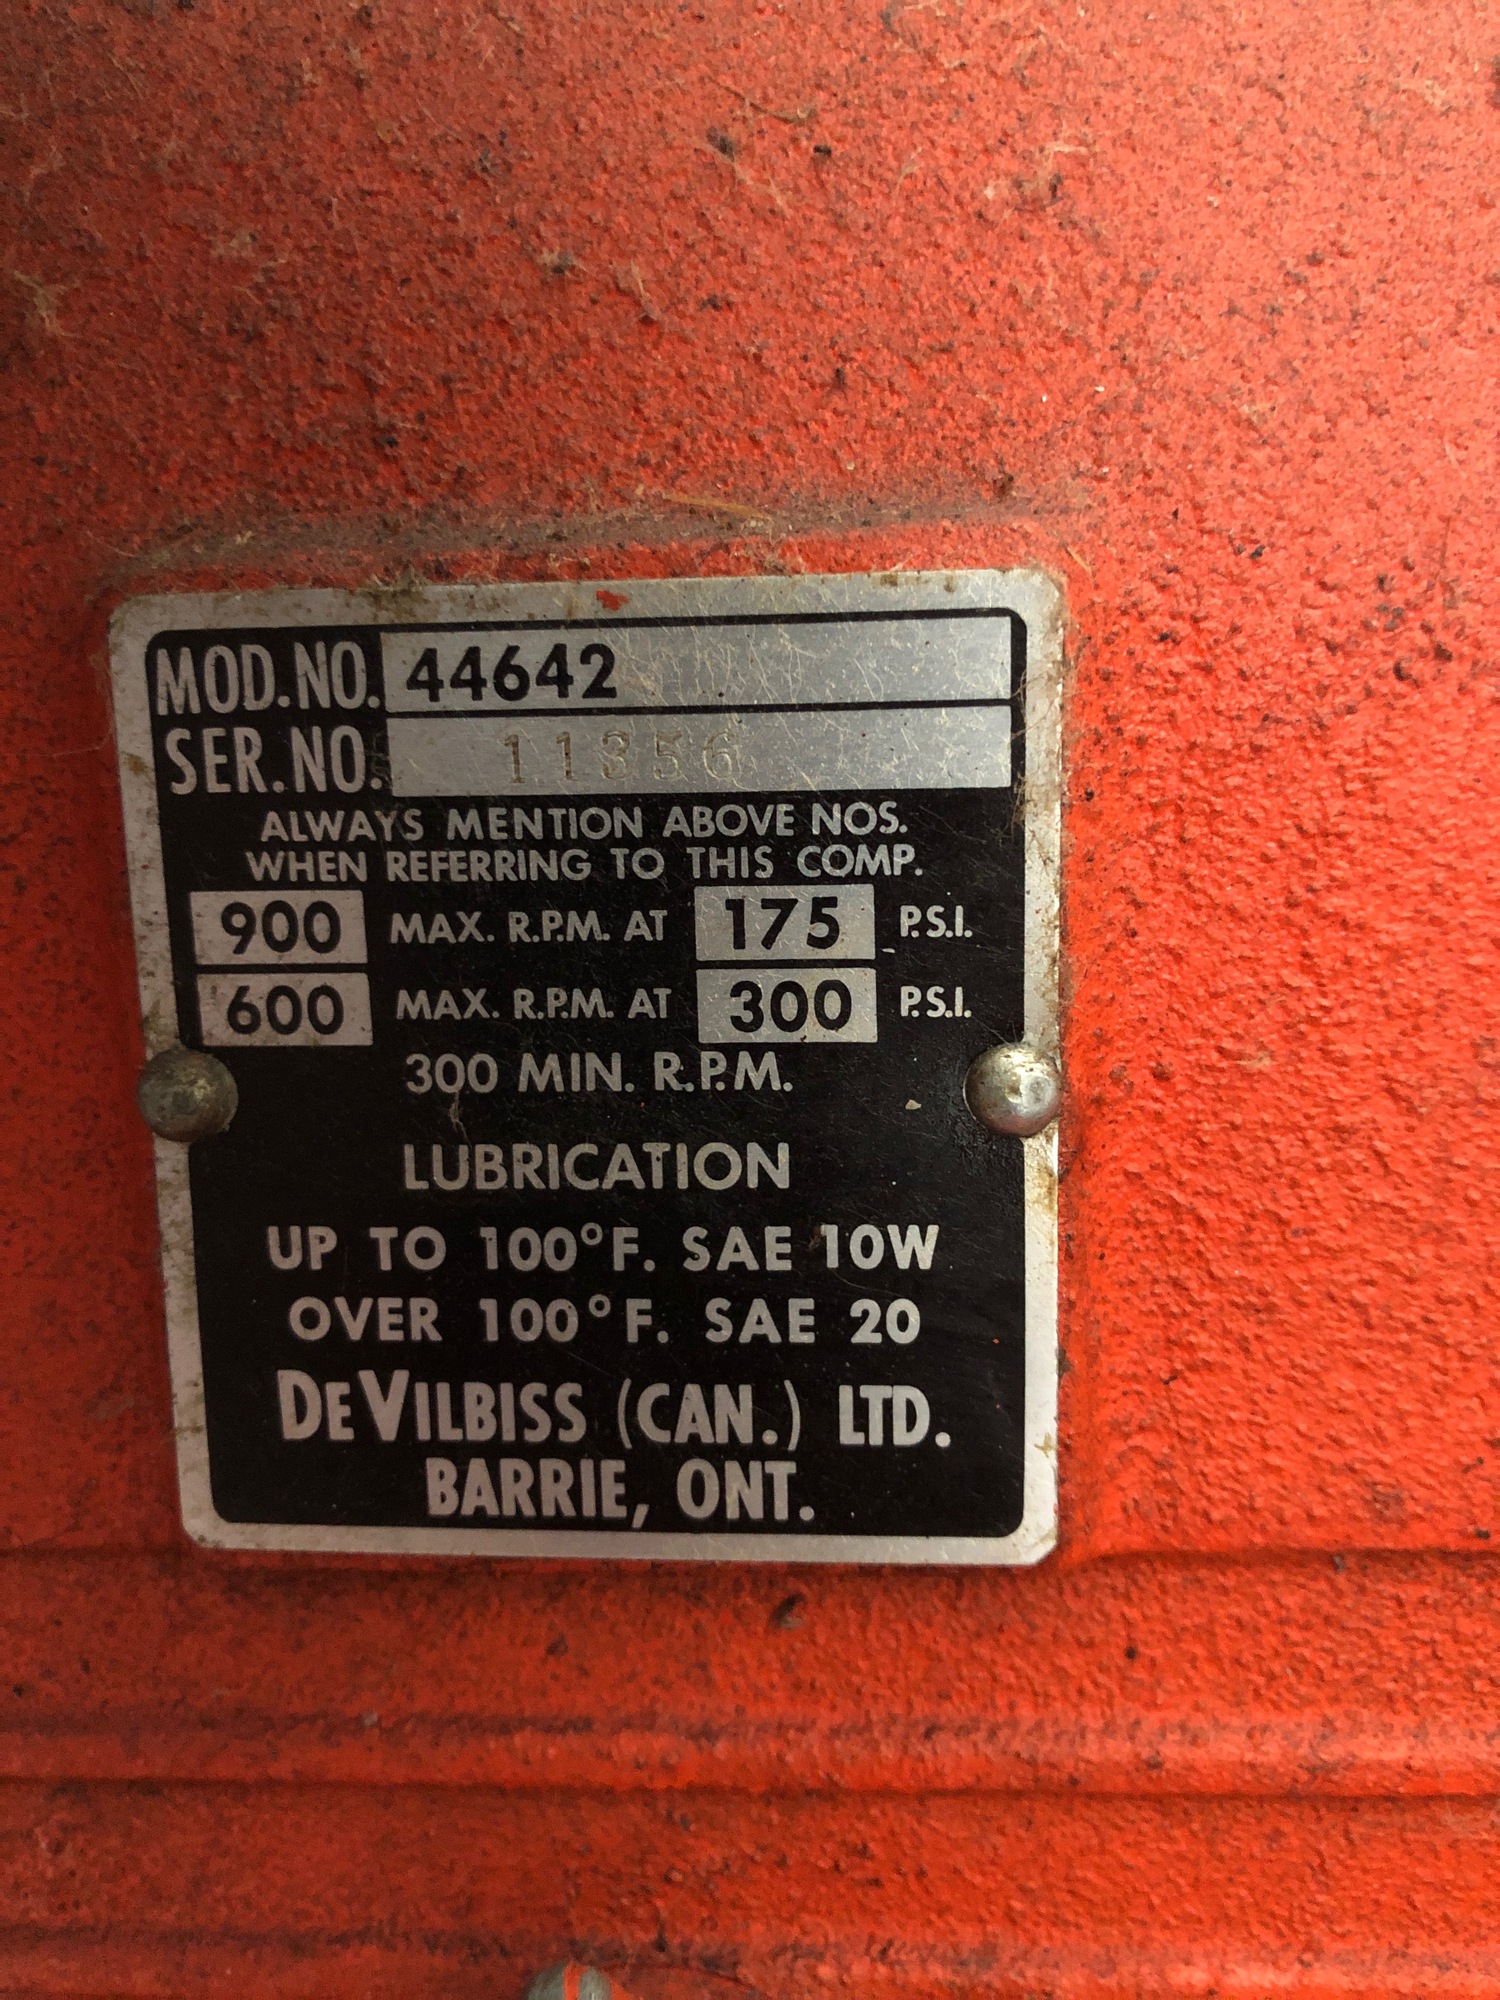 MOD. NO. 44642
SER. NO. 11356
ALWAYS MENTION ABOVE NOS.
WHEN REFERRING TO THIS COMP.
900 MAX. R.P.M. AT 175 P.S.I.
600 MAX. R.P.M. AT 300 P.S.I.
300 MIN. R.P.M.
LUBRICATION
UP TO 100°F. SAE 10W
OVER 100°F. SAE 20
DEVILBISS (CAN.) LTD.
BARRIE, ONT.